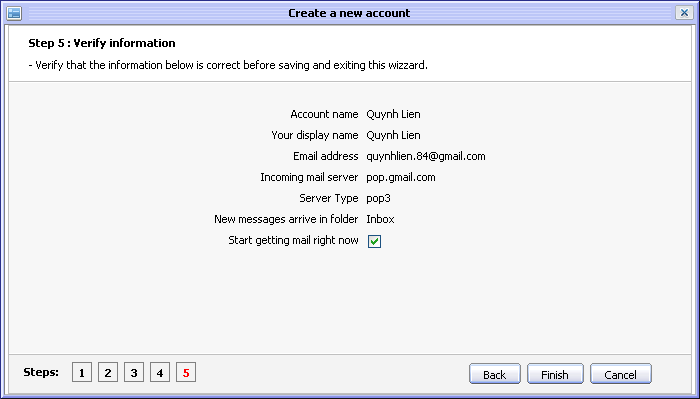 Create a new account
Step 5 : Verify information
- Verify that the information below is correct before saving and exiting this wizzard.
Account name Quynh Lien
Your display name Quynh Lien
Email address quynhlien.84@gmail.com
Incoming mail server pop.gmail.com
Server Type pop3
New messages arrive in folder Inbox
Start getting mail right now
Steps: 1 2 3 4 5 Back Finish Cancel